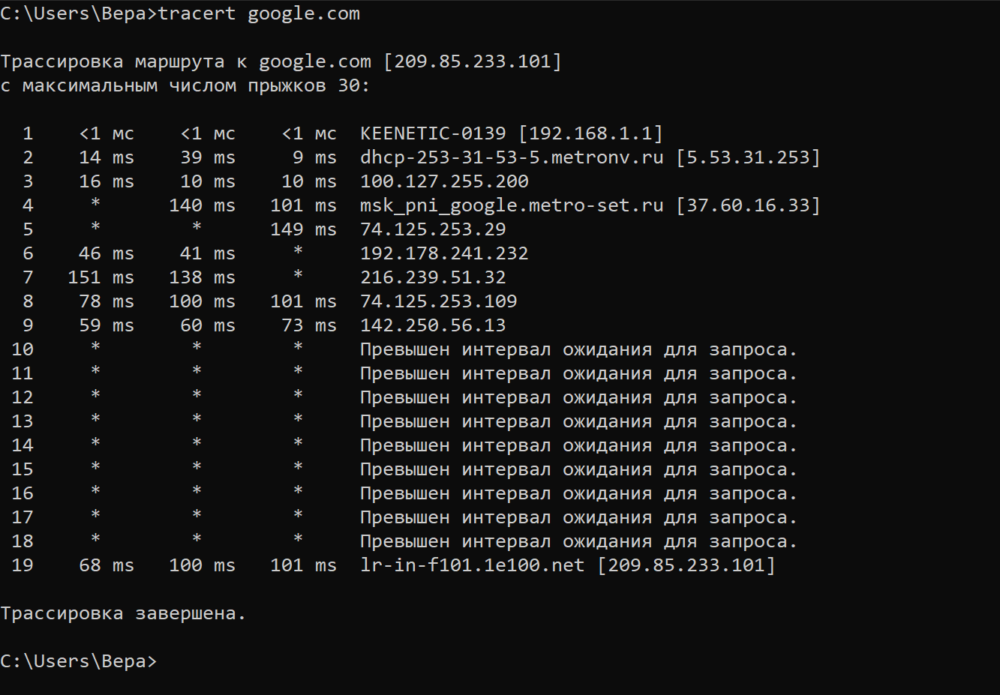 C:\Users\Вера>tracert google.com
Трассировка маршрута к google.com [209.85.233.101]
с максимальным числом прыжков 30:
1 <1 мс <1 мс <1 мс KEENETIC-0139 [192.168.1.1]
2 14 ms 39 ms 9 ms dhcp-253-31-53-5.metronv.ru [5.53.31.253]
3 16 ms 10 ms 10 ms 100.127.255.200
4 * 140 ms 101 ms msk_pni_google.metro-set.ru [37.60.16.33]
5 * * 149 ms 74.125.253.29
6 46 ms 41 ms * 192.178.241.232
7 151 ms 138 ms * 216.239.51.32
8 78 ms 100 ms 101 ms 74.125.253.109
9 59 ms 60 ms 73 ms 142.250.56.13
10 * * * Превышен интервал ожидания для запроса.
11 * * * Превышен интервал ожидания для запроса.
12 * * * Превышен интервал ожидания для запроса.
13 * * * Превышен интервал ожидания для запроса.
14 * * * Превышен интервал ожидания для запроса.
15 * * * Превышен интервал ожидания для запроса.
16 * * * Превышен интервал ожидания для запроса.
17 * * * Превышен интервал ожидания для запроса.
18 * * * Превышен интервал ожидания для запроса.
19 68 ms 100 ms 101 ms lr-in-f101.1e100.net [209.85.233.101]
Трассировка завершена.
C:\Users\Вера>